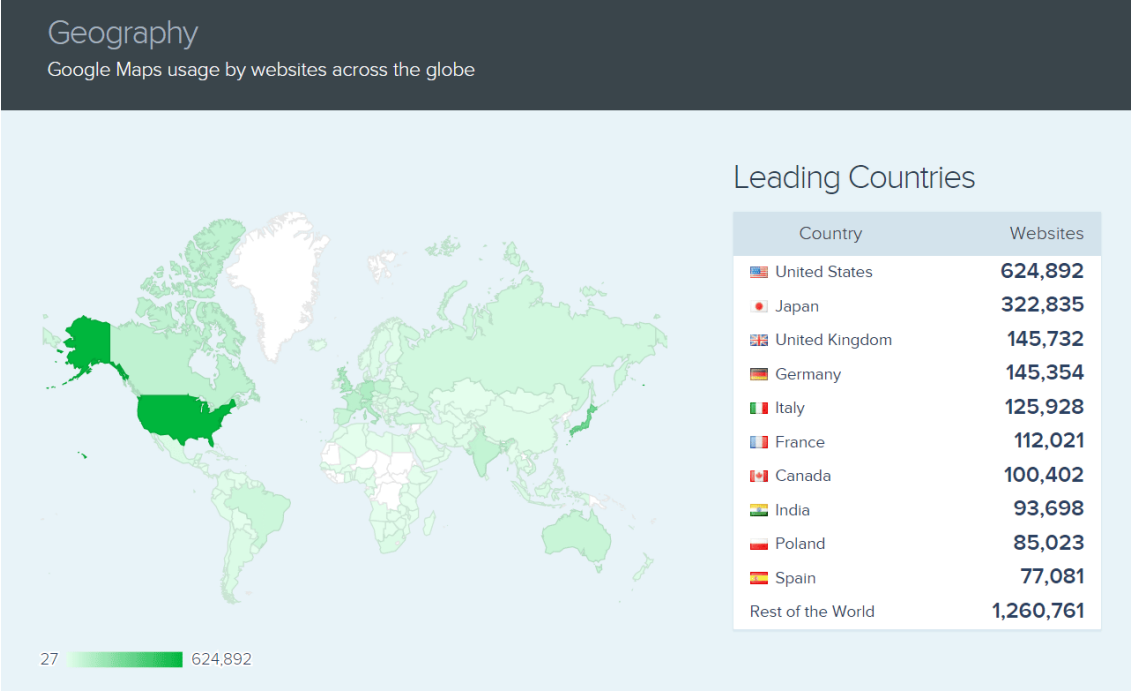 Geography
Google Maps usage by websites across the globe
Leading Countries
Country Websites
United States 624,892
Japan 322,835
United Kingdom 145,732
Germany 145,354
Italy 125,928
France 112,021
Canada 100,402
India 93,698
Poland 85,023
Spain 77,081
Rest of the World 1,260,761
27 624,892